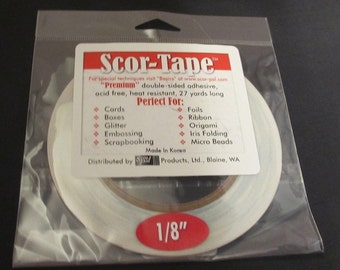 Scor-Tape™
For special techniques visit "Basics" at www.scor-pal.com
"Premium" double-sided adhesive,
acid free, heat resistant, 27 yards long
Perfect For:
Cards
Boxes
Glitter
Embossing
Scrapbooking
Foils
Ribbon
Origami
Iris Folding
Micro Beads
Made in Korea
Distributed by Products, Ltd., Blaine, WA
1/8"